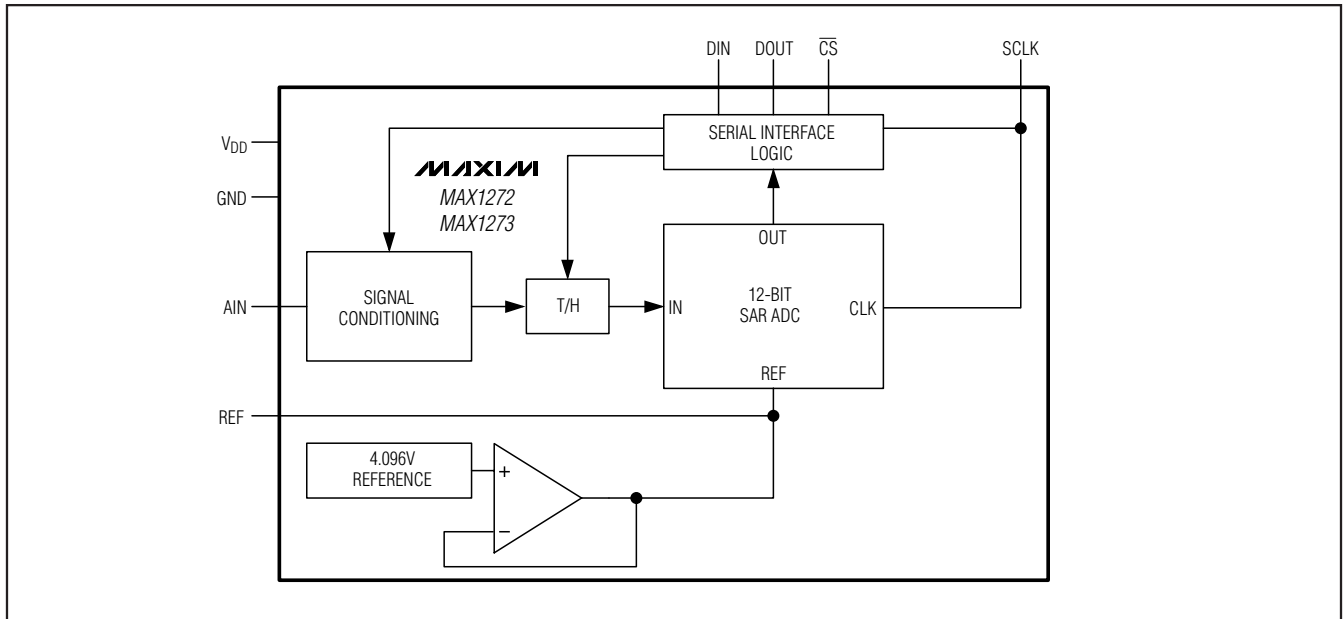 DIN DOUT C̅S̅ SCLK
SERIAL INTERFACE
LOGIC
VDD
MAXIM
MAX1272
MAX1273
GND
OUT
SIGNAL
CONDITIONING
T/H
AIN
IN
12-BIT
SAR ADC
CLK
REF
REF
4.096V
REFERENCE
+
−